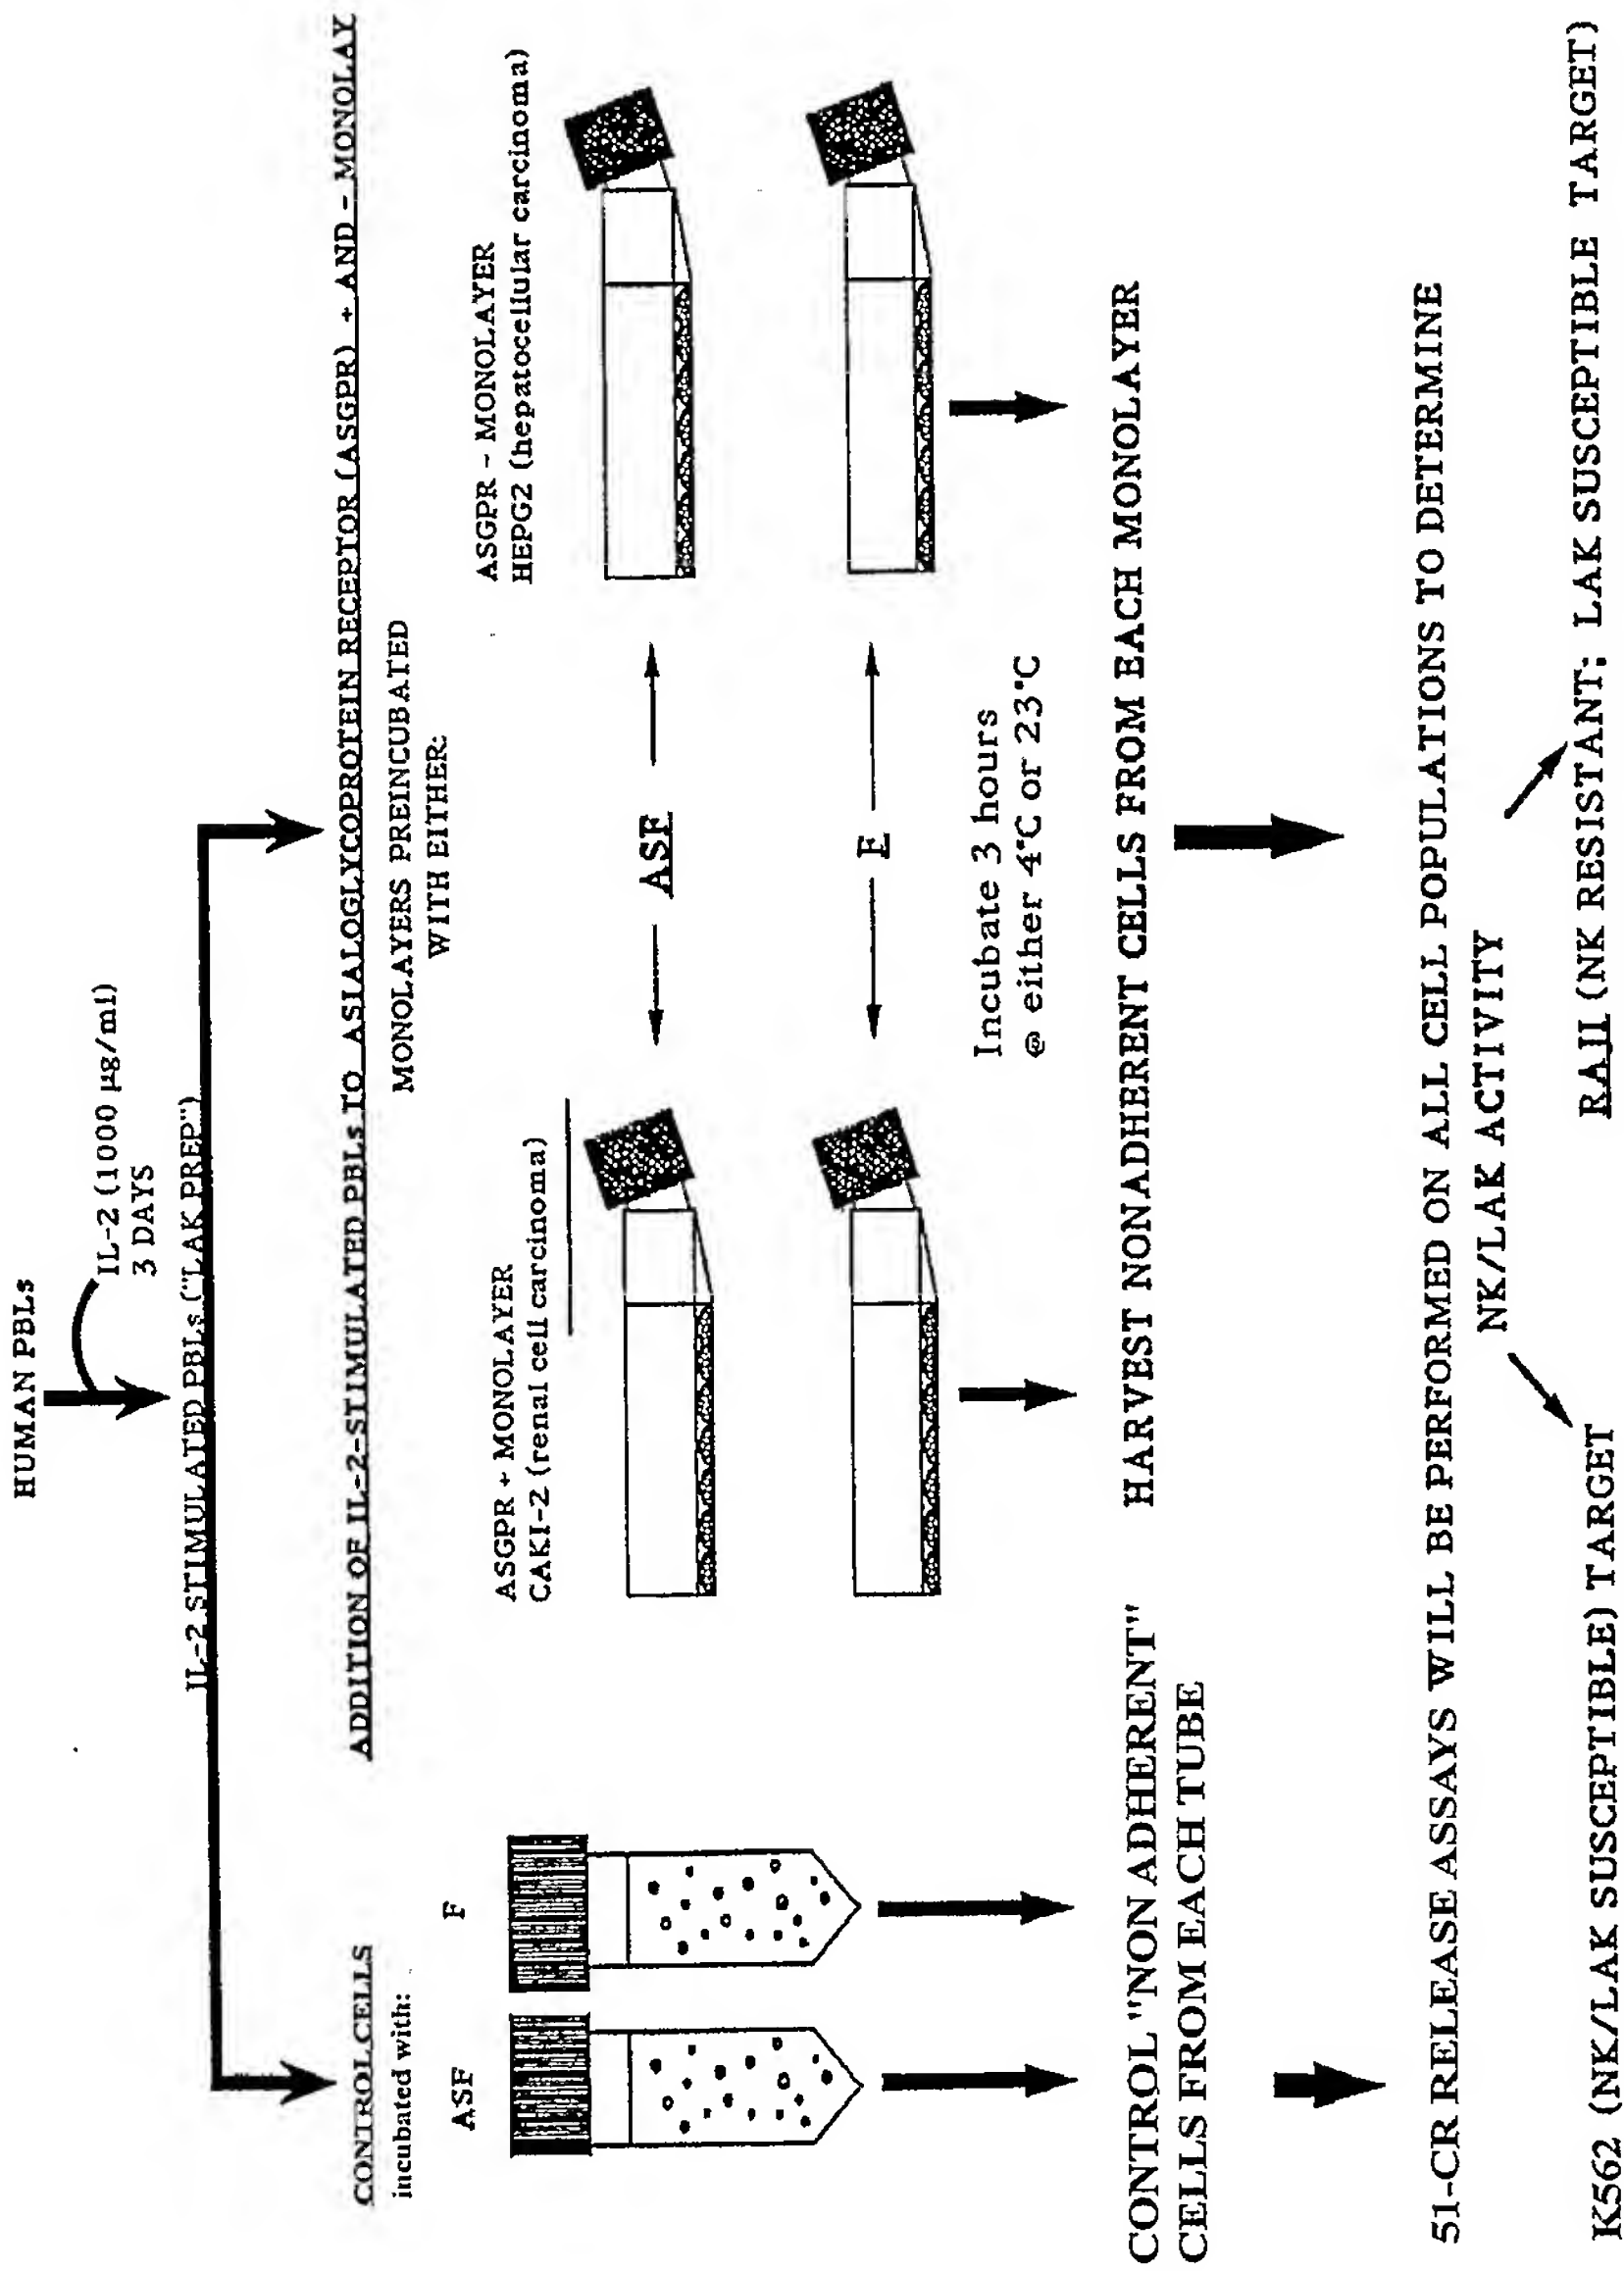 HUMAN PBLs
IL-2 (1000 µg/ml)
3 DAYS
IL-2 STIMULATED PBLs ("LAK PREP")
CONTROL CELLS
incubated with:
ASF
F
ADDITION OF IL-2-STIMULATED PBLs TO ASIALOGLYCOPROTEIN RECEPTOR (ASGPR) + AND - MONOLAY
MONOLAYERS PREINCUBATED
WITH EITHER:
ASGPR + MONOLAYER
CAKI-2 (renal cell carcinoma)
ASGPR - MONOLAYER
HEPG2 (hepatocellular carcinoma)
ASF
F
Incubate 3 hours
@ either 4°C or 23°C
CONTROL "NON ADHERENT"
CELLS FROM EACH TUBE
HARVEST NONADHERENT CELLS FROM EACH MONOLAYER
51-CR RELEASE ASSAYS WILL BE PERFORMED ON ALL CELL POPULATIONS TO DETERMINE
NK/LAK ACTIVITY
K562 (NK/LAK SUSCEPTIBLE) TARGET
RAJI (NK RESISTANT; LAK SUSCEPTIBLE TARGET)